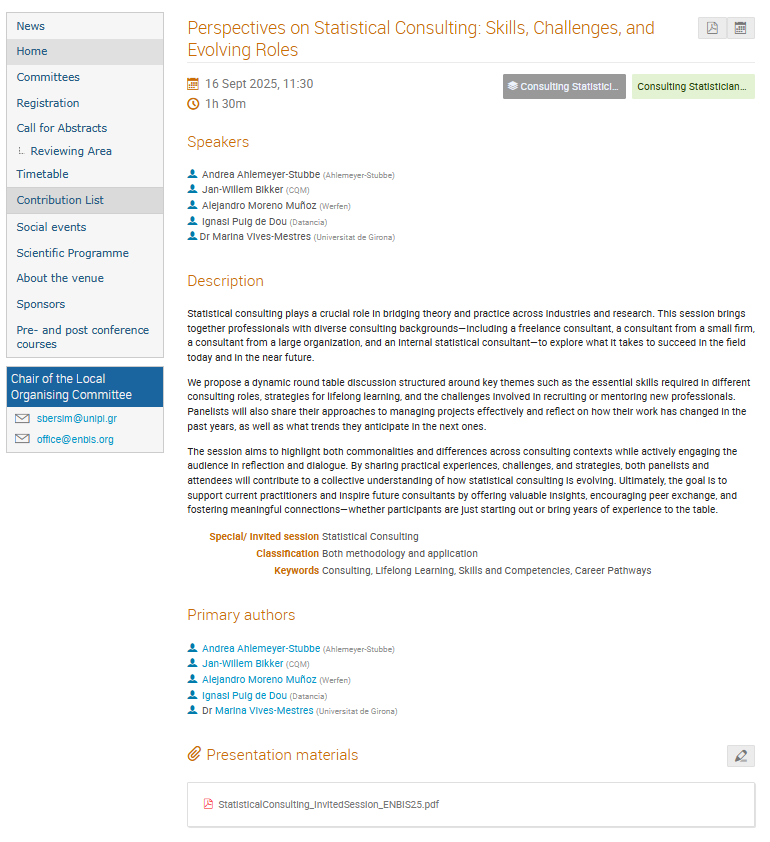 News
Home
Committees
Registration
Call for Abstracts
Reviewing Area
Timetable
Contribution List
Social events
Scientific Programme
About the venue
Sponsors
Pre- and post conference
courses
Chair of the Local
Organising Committee
sbersim@unipi.gr
office@enbis.org
Perspectives on Statistical Consulting: Skills, Challenges, and
Evolving Roles
16 Sept 2025, 11:30
1h 30m
Consulting Statistici...
Consulting Statistician...
Speakers
Andrea Ahlemeyer-Stubbe (Ahlemeyer-Stubbe)
Jan-Willem Bikker (CQM)
Alejandro Moreno Muñoz (Werfen)
Ignasi Puig de Dou (Datancia)
Dr Marina Vives-Mestres (Universitat de Girona)
Description
Statistical consulting plays a crucial role in bridging theory and practice across industries and research. This session brings
together professionals with diverse consulting backgrounds—including a freelance consultant, a consultant from a small firm,
a consultant from a large organization, and an internal statistical consultant—to explore what it takes to succeed in the field
today and in the near future.
We propose a dynamic round table discussion structured around key themes such as the essential skills required in different
consulting roles, strategies for lifelong learning, and the challenges involved in recruiting or mentoring new professionals.
Panelists will also share their approaches to managing projects effectively and reflect on how their work has changed in the
past years, as well as what trends they anticipate in the next ones.
The session aims to highlight both commonalities and differences across consulting contexts while actively engaging the
audience in reflection and dialogue. By sharing practical experiences, challenges, and strategies, both panelists and
attendees will contribute to a collective understanding of how statistical consulting is evolving. Ultimately, the goal is to
support current practitioners and inspire future consultants by offering valuable insights, encouraging peer exchange, and
fostering meaningful connections—whether participants are just starting out or bring years of experience to the table.
Special/ Invited session Statistical Consulting
Classification Both methodology and application
Keywords Consulting, Lifelong Learning, Skills and Competencies, Career Pathways
Primary authors
Andrea Ahlemeyer-Stubbe (Ahlemeyer-Stubbe)
Jan-Willem Bikker (CQM)
Alejandro Moreno Muñoz (Werfen)
Ignasi Puig de Dou (Datancia)
Dr Marina Vives-Mestres (Universitat de Girona)
Presentation materials
StatisticalConsulting_InvitedSession_ENBIS25.pdf